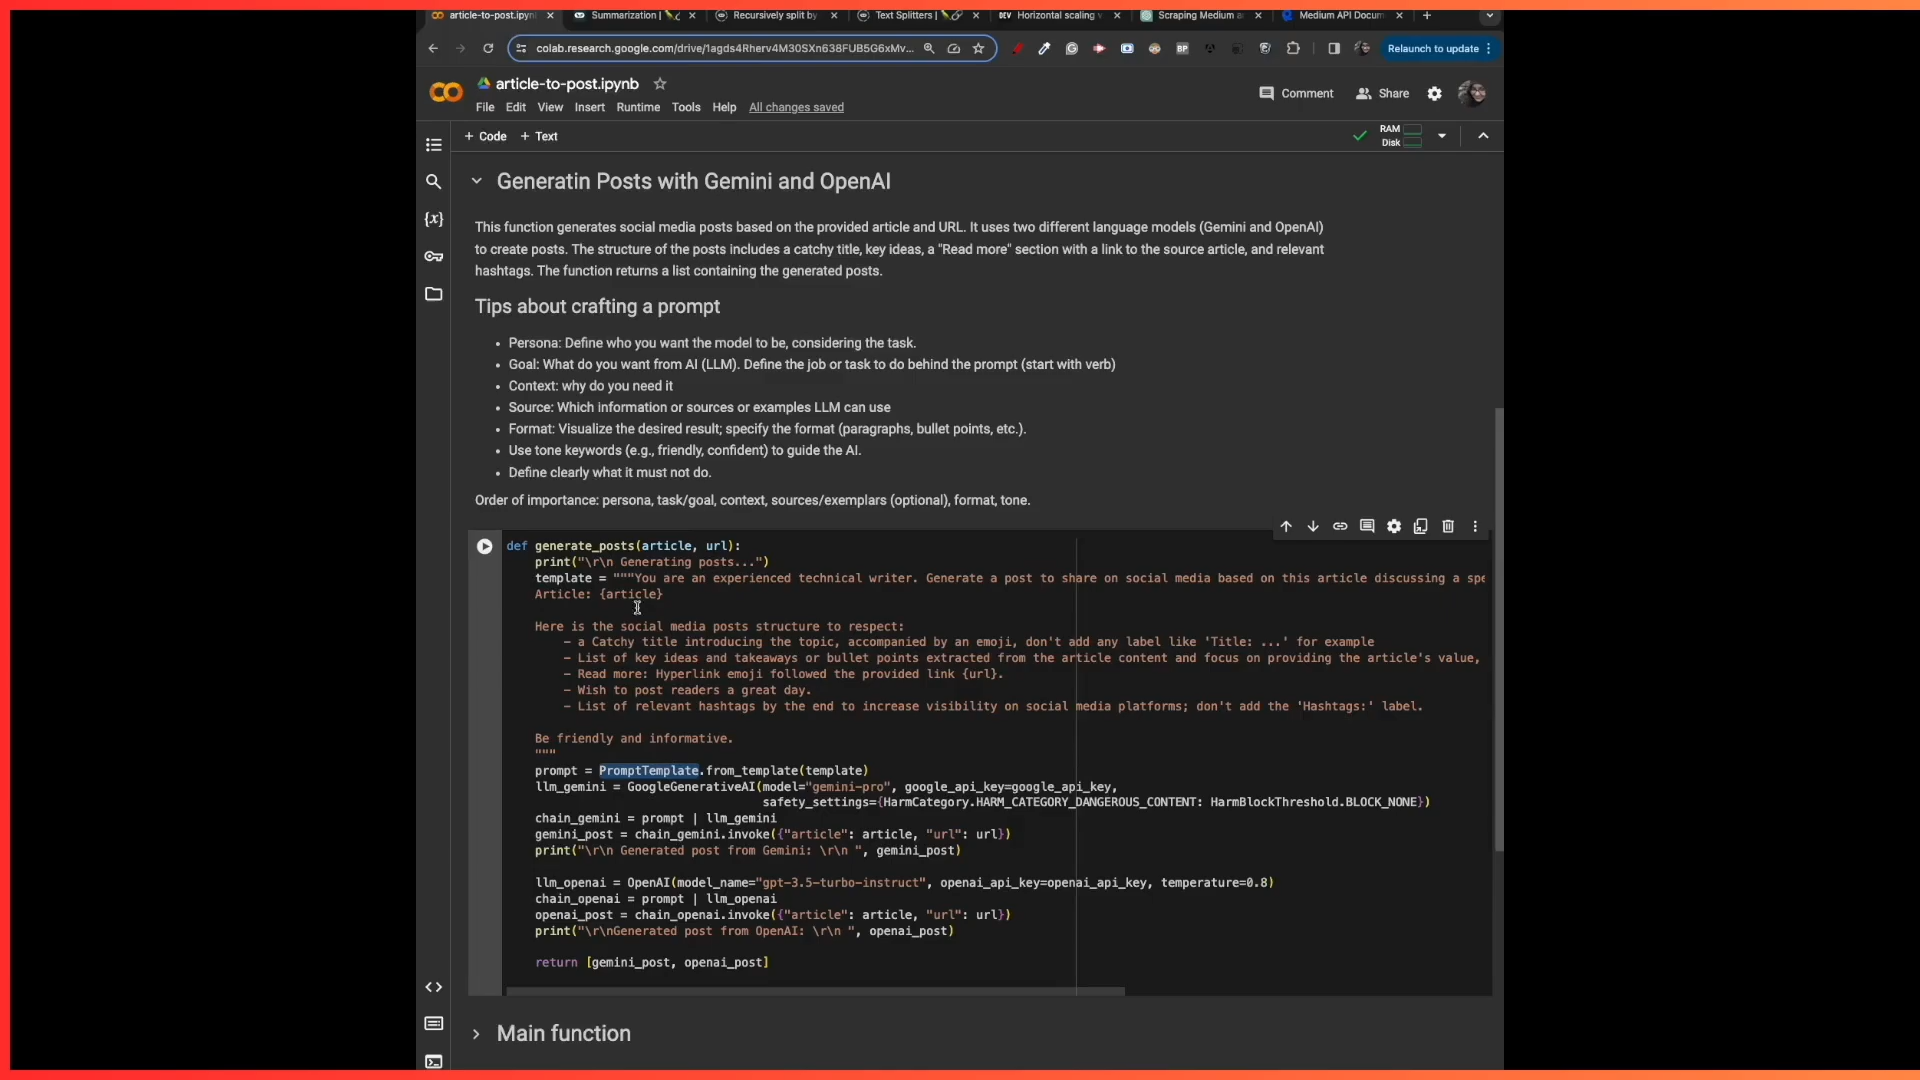 article-to-post.ipynb
Summarization |
Recursively split by
Text Splitters |
DEV Horizontal scaling
Scraping Medium
Medium API Docum
colab.research.google.com/drive/1agds4Rherv4M30SXn638FUB5G6xMv...
BP
Relaunch to update
article-to-post.ipynb
File Edit View Insert Runtime Tools Help All changes saved
Comment Share
+ Code + Text
RAM
Disk
Generatin Posts with Gemini and OpenAI
This function generates social media posts based on the provided article and URL. It uses two different language models (Gemini and OpenAI)
to create posts. The structure of the posts includes a catchy title, key ideas, a "Read more" section with a link to the source article, and relevant
hashtags. The function returns a list containing the generated posts.
Tips about crafting a prompt
• Persona: Define who you want the model to be, considering the task.
• Goal: What do you want from AI (LLM). Define the job or task to do behind the prompt (start with verb)
• Context: why do you need it
• Source: Which information or sources or examples LLM can use
• Format: Visualize the desired result; specify the format (paragraphs, bullet points, etc.).
• Use tone keywords (e.g., friendly, confident) to guide the AI.
• Define clearly what it must not do.
Order of importance: persona, task/goal, context, sources/exemplars (optional), format, tone.
def generate_posts(article, url):
print("\r\n Generating posts...")
template = """You are an experienced technical writer. Generate a post to share on social media based on this article discussing a spe
Article: {article}
Here is the social media posts structure to respect:
– a Catchy title introducing the topic, accompanied by an emoji, don't add any label like 'Title: ...' for example
– List of key ideas and takeaways or bullet points extracted from the article content and focus on providing the article's value,
– Read more: Hyperlink emoji followed the provided link {url}.
– Wish to post readers a great day.
– List of relevant hashtags by the end to increase visibility on social media platforms; don't add the 'Hashtags:' label.
Be friendly and informative.
"""
prompt = PromptTemplate.from_template(template)
llm_gemini = GoogleGenerativeAI(model="gemini-pro", google_api_key=google_api_key,
safety_settings={HarmCategory.HARM_CATEGORY_DANGEROUS_CONTENT: HarmBlockThreshold.BLOCK_NONE})
chain_gemini = prompt | llm_gemini
gemini_post = chain_gemini.invoke({"article": article, "url": url})
print("\r\n Generated post from Gemini: \r\n ", gemini_post)
llm_openai = OpenAI(model_name="gpt-3.5-turbo-instruct", openai_api_key=openai_api_key, temperature=0.8)
chain_openai = prompt | llm_openai
openai_post = chain_openai.invoke({"article": article, "url": url})
print("\r\nGenerated post from OpenAI: \r\n ", openai_post)
return [gemini_post, openai_post]
Main function